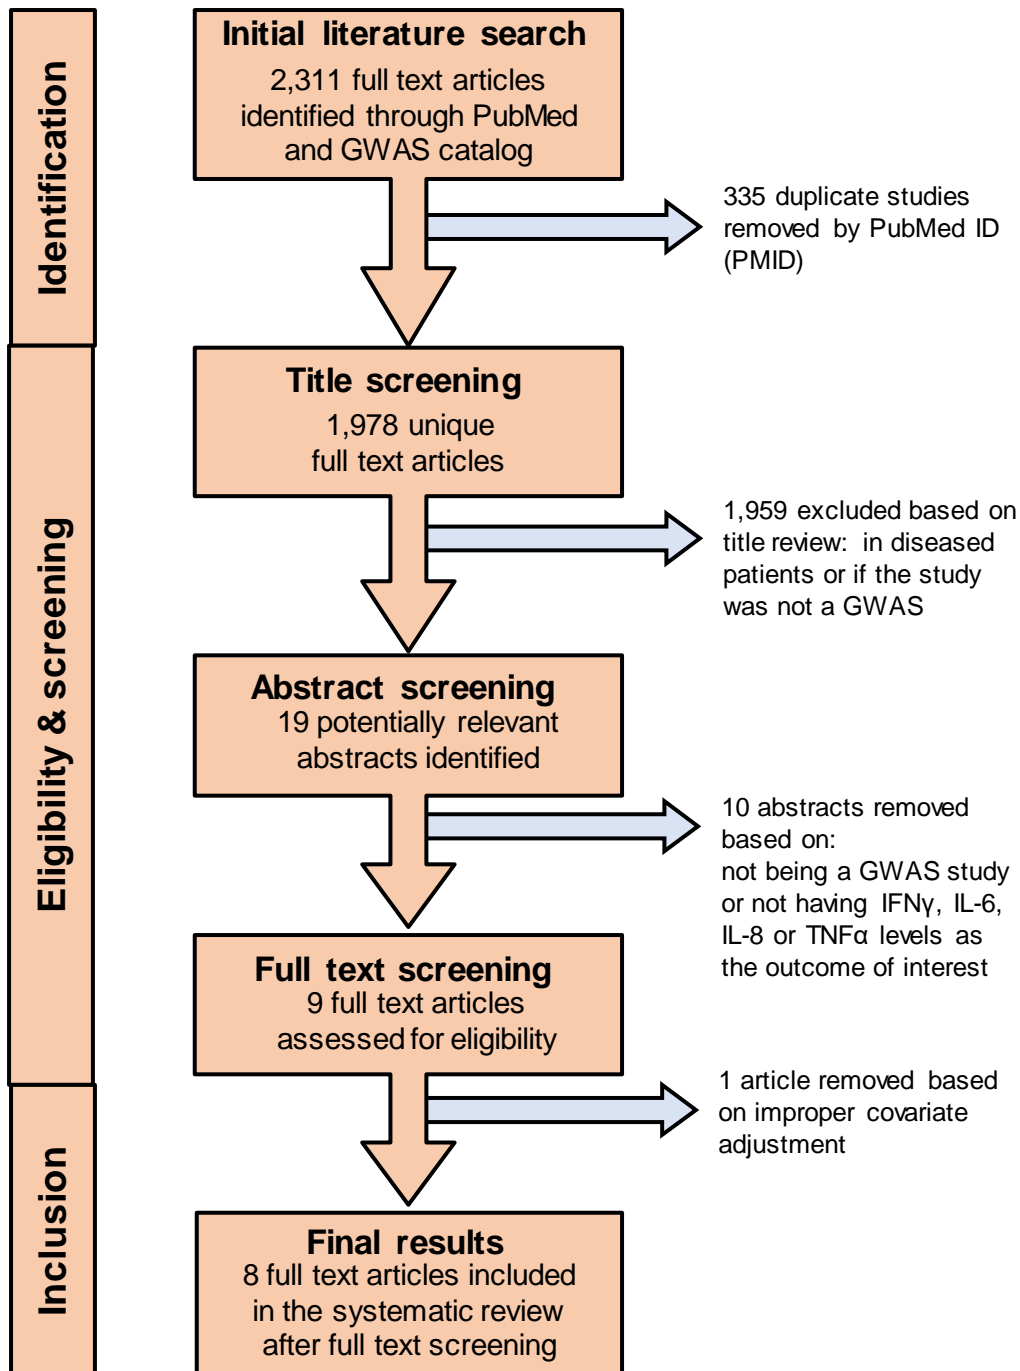 Identification
Initial literature search
2,311 full text articles
identified through PubMed
and GWAS catalog
335 duplicate studies
removed by PubMed ID
(PMID)
Eligibility & screening
Title screening
1,978 unique
full text articles
1,959 excluded based on
title review: in diseased
patients or if the study
was not a GWAS
Abstract screening
19 potentially relevant
abstracts identified
10 abstracts removed
based on:
not being a GWAS study
or not having IFNγ, IL-6,
IL-8 or TNFα levels as
the outcome of interest
Full text screening
9 full text articles
assessed for eligibility
1 article removed based
on improper covariate
adjustment
Inclusion
Final results
8 full text articles included
in the systematic review
after full text screening